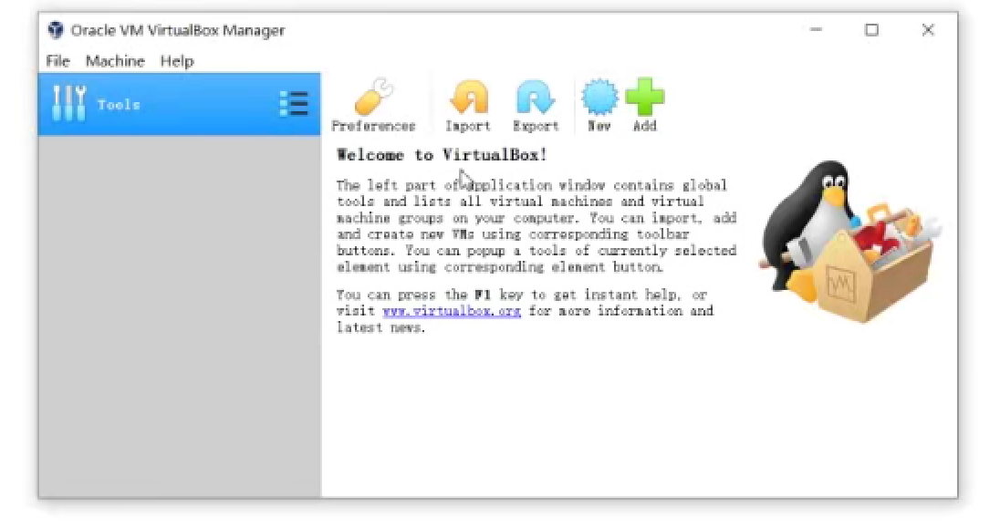 Oracle VM VirtualBox Manager
File Machine Help
Tools
Preferences Import Export New Add
Welcome to VirtualBox!
The left part of application window contains global
tools and lists all virtual machines and virtual
machine groups on your computer. You can import, add
and create new VMs using corresponding toolbar
buttons. You can popup a tools of currently selected
element using corresponding element button.
You can press the F1 key to get instant help, or
visit www.virtualbox.org for more information and
latest news.